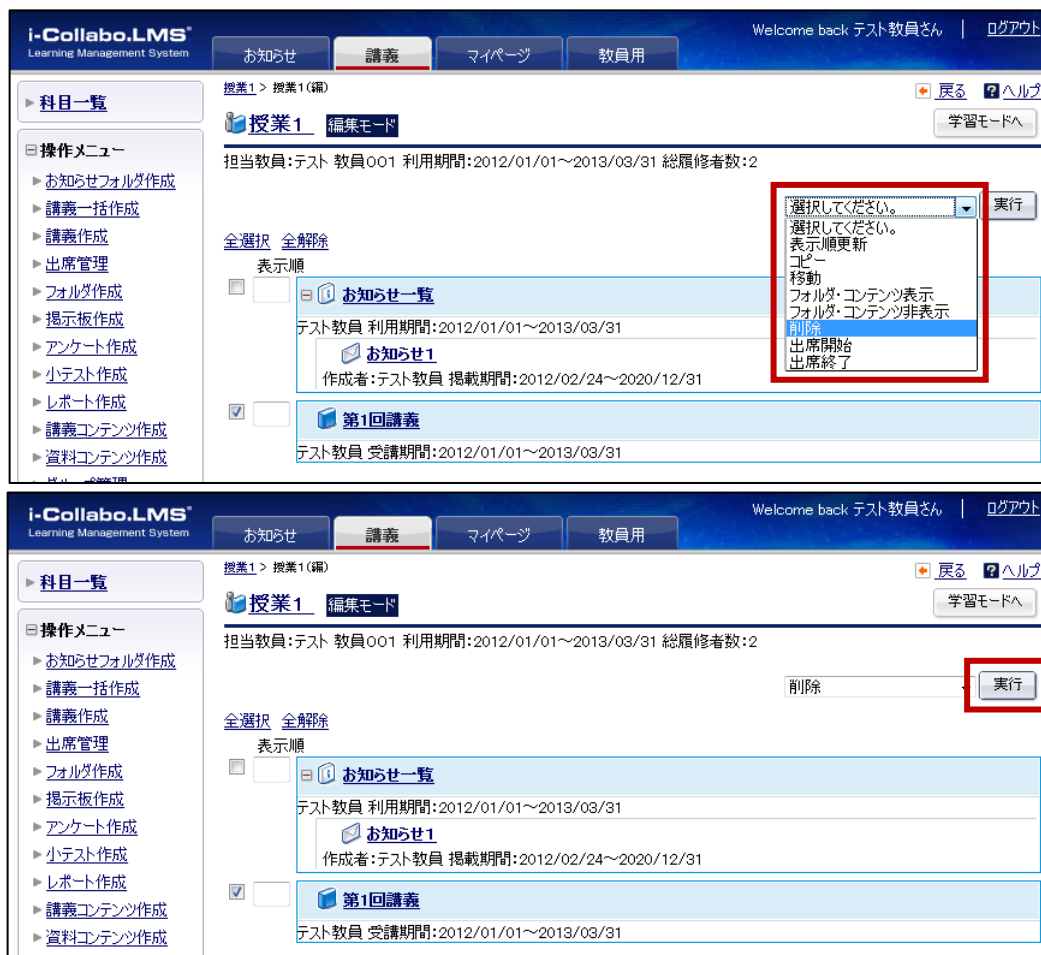 i-Collabo.LMS
Learning Management System
Welcome back テスト教員さん | ログアウト
お知らせ 講義 マイページ 教員用
科目一覧
操作メニュー
お知らせフォルダ作成
講義一括作成
講義作成
出席管理
フォルダ作成
掲示板作成
アンケート作成
小テスト作成
レポート作成
講義コンテンツ作成
資料コンテンツ作成
授業1 > 授業1(編)
戻る ?ヘルプ
授業1 編集モード
学習モードへ
担当教員:テスト 教員001 利用期間:2012/01/01～2013/03/31 総履修者数:2
選択してください。 実行
選択してください。
表示順更新
コピー
移動
フォルダ・コンテンツ表示
フォルダ・コンテンツ非表示
削除
出席開始
出席終了
全選択 全解除
表示順
お知らせ一覧
テスト教員 利用期間:2012/01/01～2013/03/31
お知らせ1
作成者:テスト教員 掲載期間:2012/02/24～2020/12/31
第1回講義
テスト教員 受講期間:2012/01/01～2013/03/31
i-Collabo.LMS
Learning Management System
Welcome back テスト教員さん | ログアウト
お知らせ 講義 マイページ 教員用
科目一覧
操作メニュー
お知らせフォルダ作成
講義一括作成
講義作成
出席管理
フォルダ作成
掲示板作成
アンケート作成
小テスト作成
レポート作成
講義コンテンツ作成
資料コンテンツ作成
授業1 > 授業1(編)
戻る ?ヘルプ
授業1 編集モード
学習モードへ
担当教員:テスト 教員001 利用期間:2012/01/01～2013/03/31 総履修者数:2
削除 実行
全選択 全解除
表示順
お知らせ一覧
テスト教員 利用期間:2012/01/01～2013/03/31
お知らせ1
作成者:テスト教員 掲載期間:2012/02/24～2020/12/31
第1回講義
テスト教員 受講期間:2012/01/01～2013/03/31